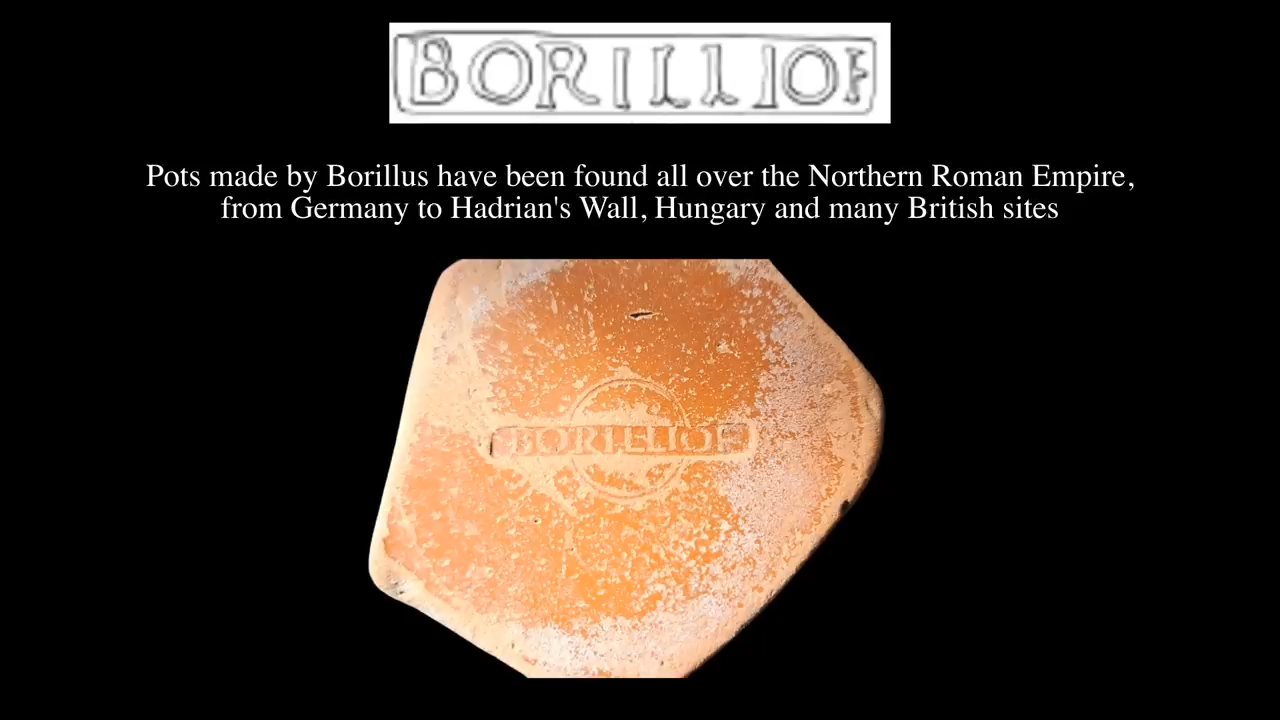 BORILLIOF
Pots made by Borillus have been found all over the Northern Roman Empire,
from Germany to Hadrian's Wall, Hungary and many British sites
BORILLIOF